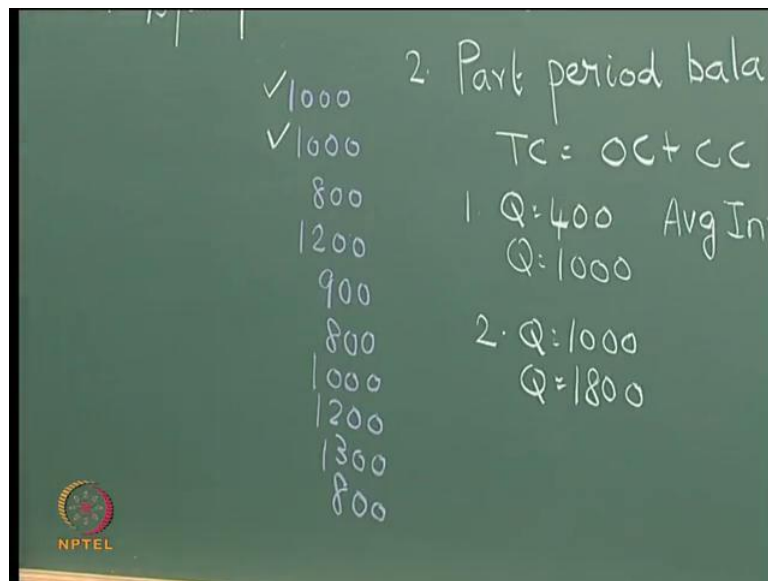 ✓1000
✓1000
800
1200
900
800
1000
1200
1300
800
2. Part period bala
TC = OC + CC
1. Q = 400 Avg In
Q = 1000
2. Q = 1000
Q = 1800
NPTEL